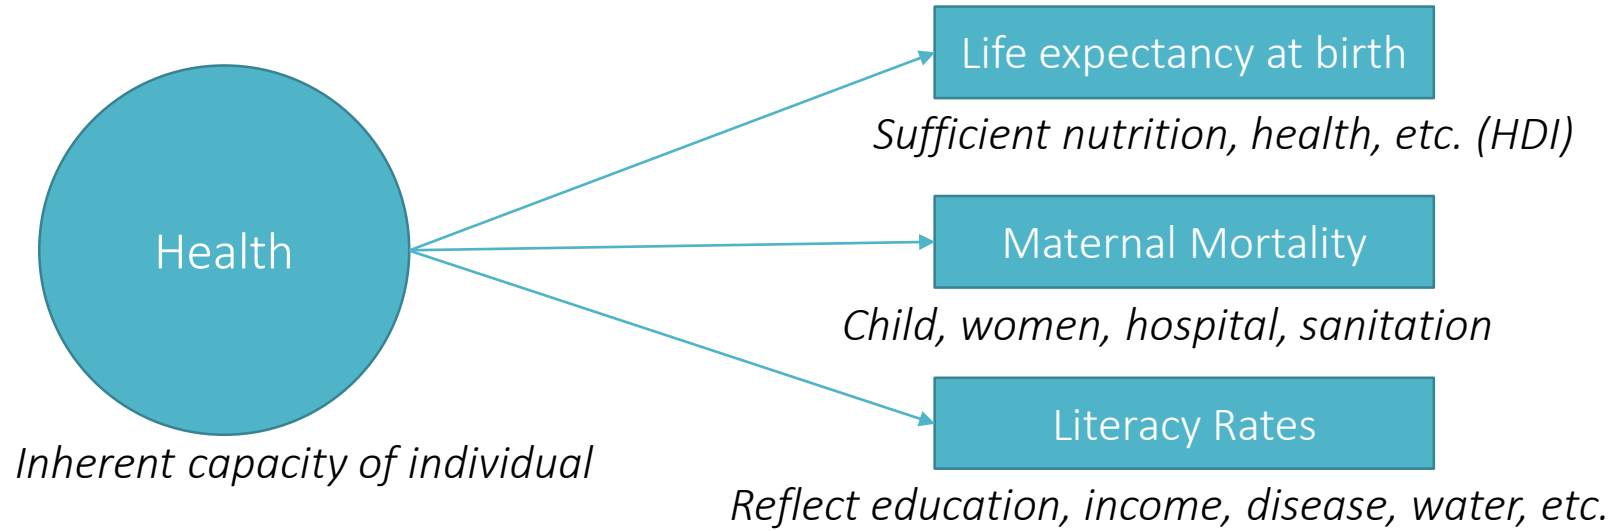 Life expectancy at birth
Sufficient nutrition, health, etc. (HDI)
Health
Maternal Mortality
Child, women, hospital, sanitation
Literacy Rates
Inherent capacity of individual
Reflect education, income, disease, water, etc.